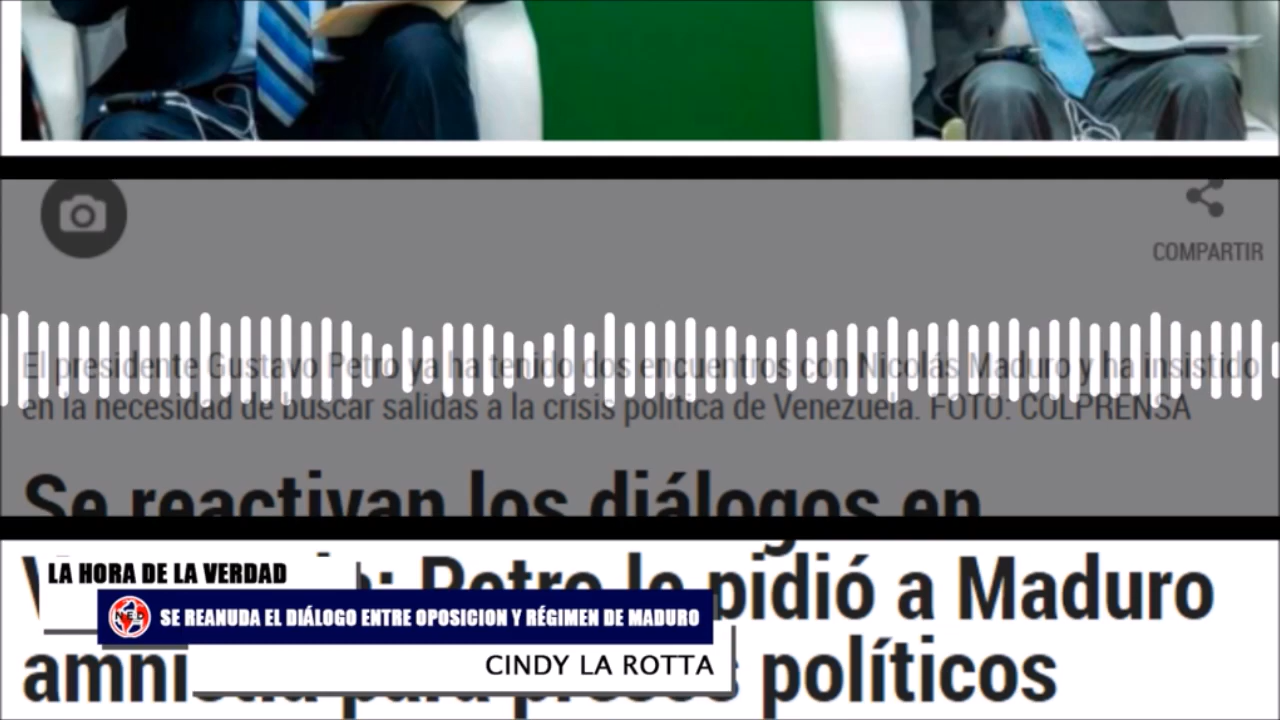 COMPARTIR
El presidente Gustavo Petro ya ha tenido dos encuentros con Nicolás Maduro y ha insistido
en la necesidad de buscar salidas a la crisis política de Venezuela. FOTO: COLPRENSA
Se reactivan los diálogos en
Petro le pidió a Maduro
políticos
LA HORA DE LA VERDAD
SE REANUDA EL DIÁLOGO ENTRE OPOSICION Y RÉGIMEN DE MADURO
CINDY LA ROTTA